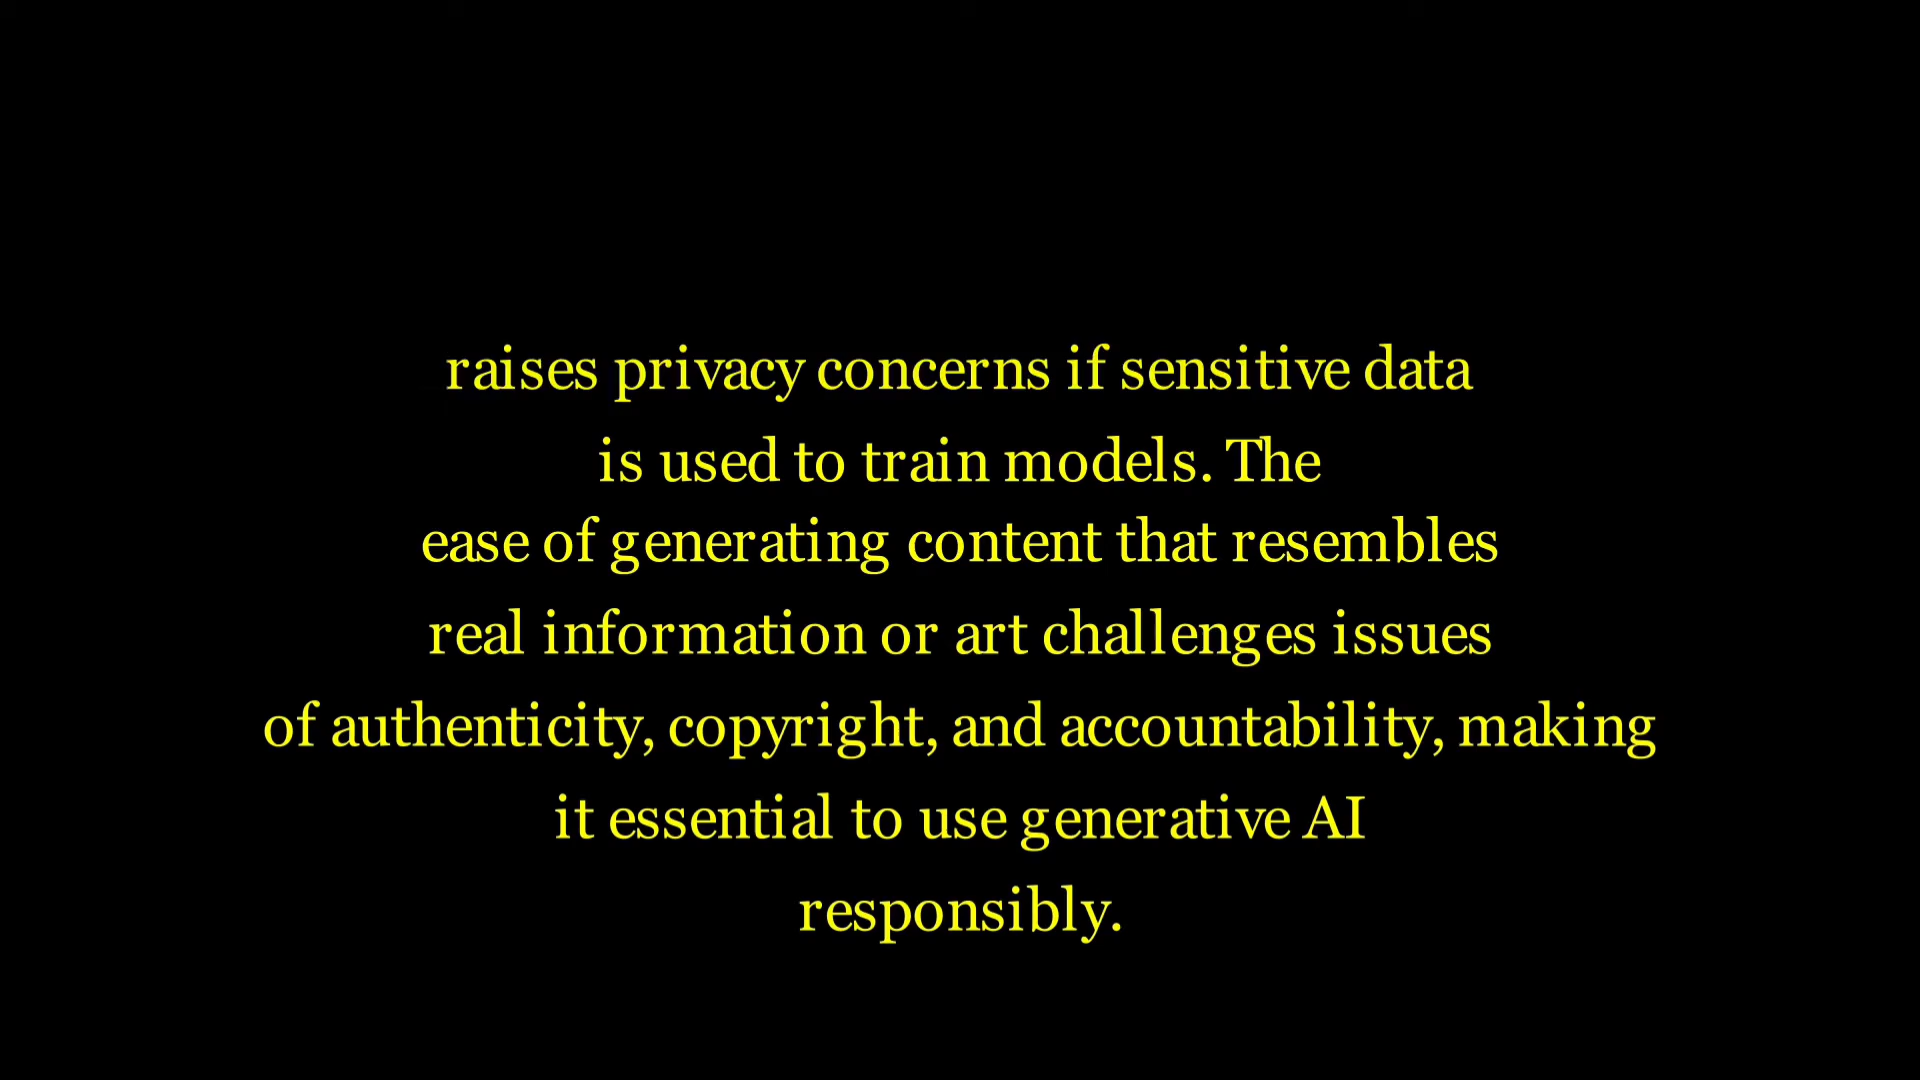 raises privacy concerns if sensitive data
is used to train models. The
ease of generating content that resembles
real information or art challenges issues
of authenticity, copyright, and accountability, making
it essential to use generative AI
responsibly.